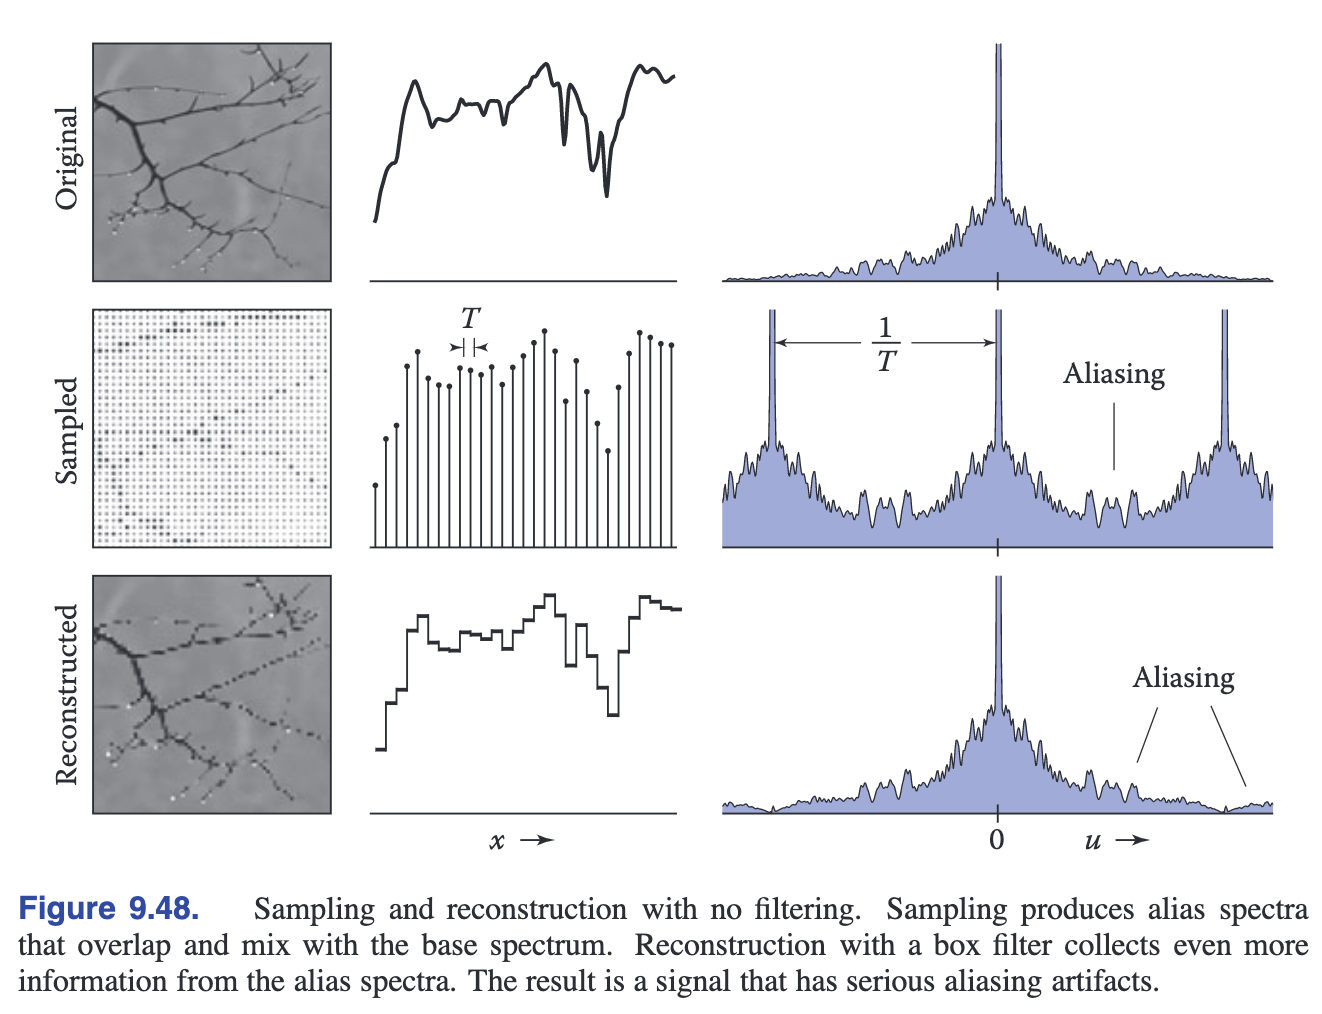 Original
Sampled
T
1
T
Aliasing
Reconstructed
Aliasing
x
0
u
Figure 9.48. Sampling and reconstruction with no filtering. Sampling produces alias spectra
that overlap and mix with the base spectrum. Reconstruction with a box filter collects even more
information from the alias spectra. The result is a signal that has serious aliasing artifacts.